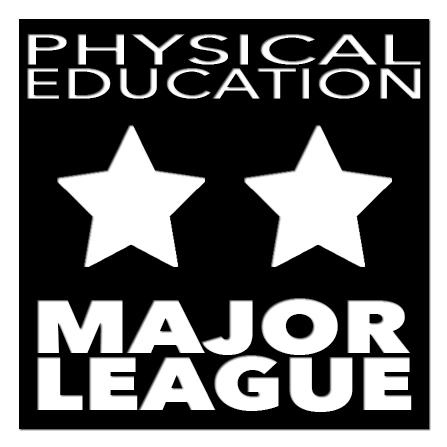 PHYSICAL
EDUCATION
MAJOR
LEAGUE